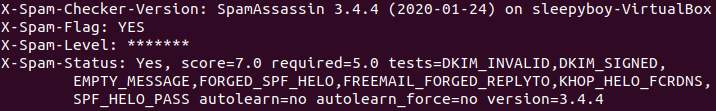 X-Spam-Checker-Version: SpamAssassin 3.4.4 (2020-01-24) on sleepyboy-VirtualBox
X-Spam-Flag: YES
X-Spam-Level: *******
X-Spam-Status: Yes, score=7.0 required=5.0 tests=DKIM_INVALID,DKIM_SIGNED,
EMPTY_MESSAGE,FORGED_SPF_HELO,FREEMAIL_FORGED_REPLYTO,KHOP_HELO_FCRDNS,
SPF_HELO_PASS autolearn=no autolearn_force=no version=3.4.4